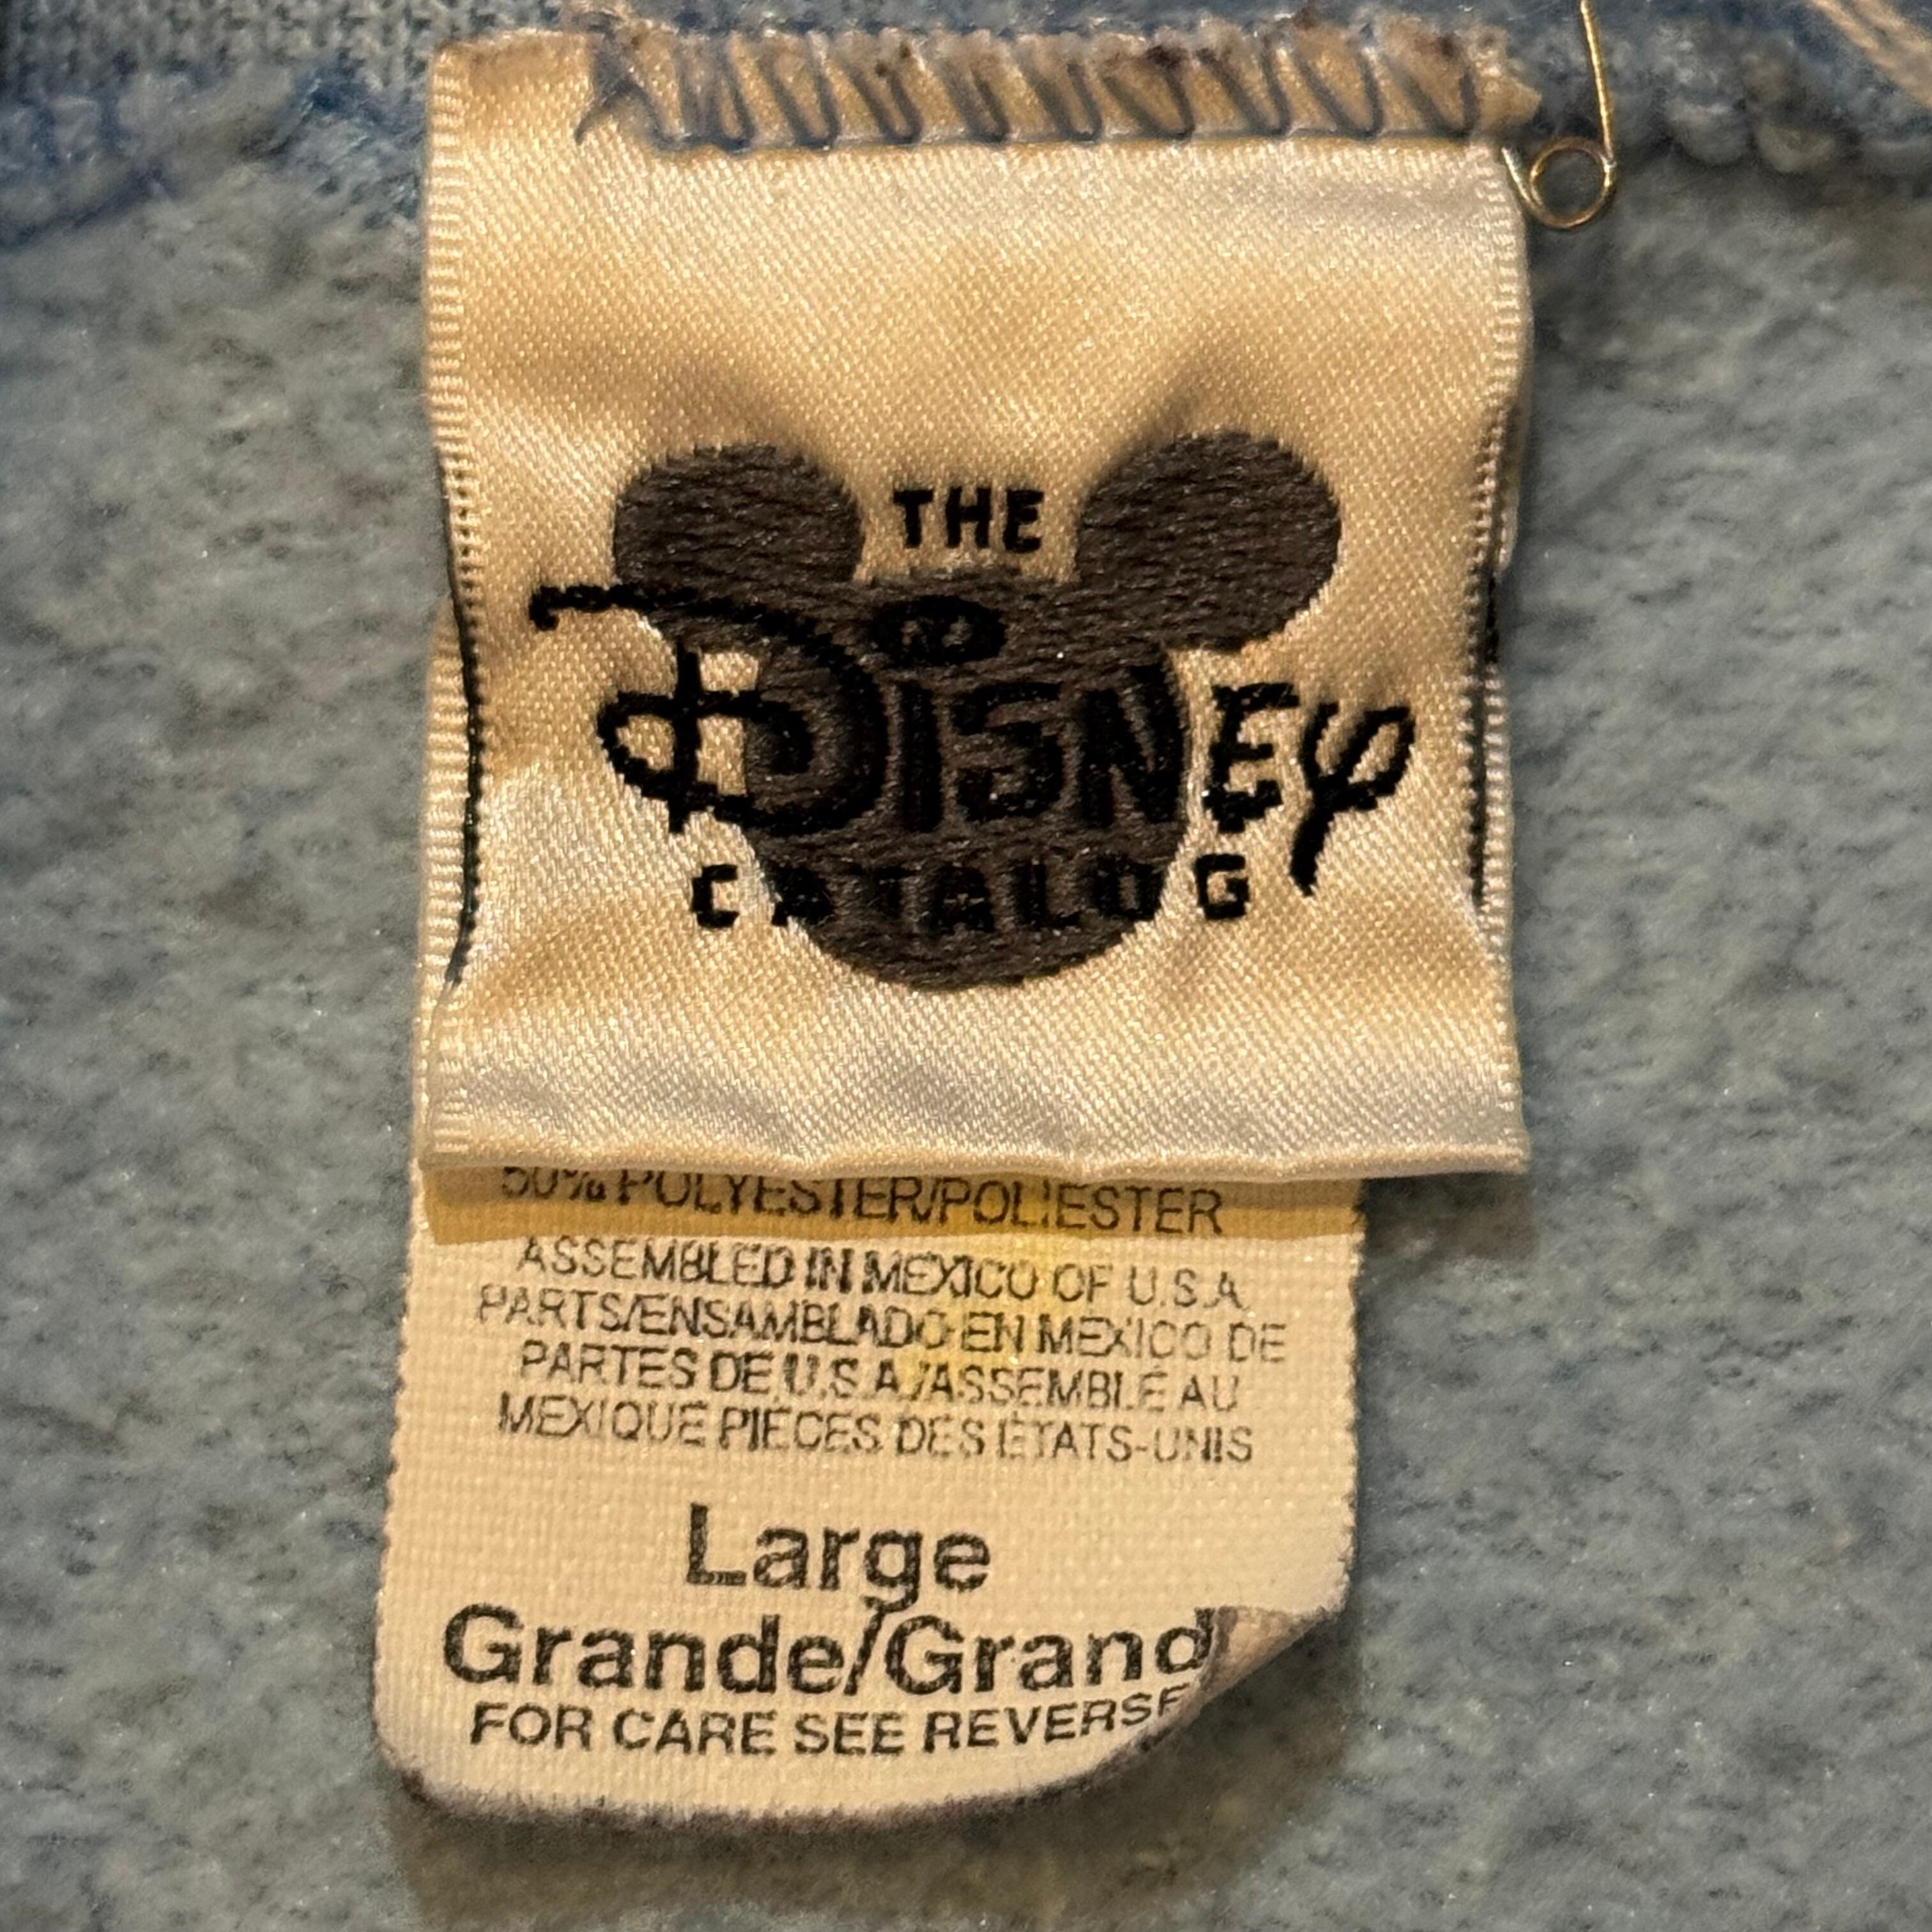 THE
DISNEY
CATALOG
50% POLYESTER/POLIESTER
ASSEMBLED IN MEXICO OF U.S.A.
PARTS/ENSAMBLADO EN MEXICO DE
PARTES DE U.S.A./ASSEMBLÉ AU
MEXIQUE PIÈCES DES ÉTATS-UNIS
Large
Grande/Grand
FOR CARE SEE REVERSE